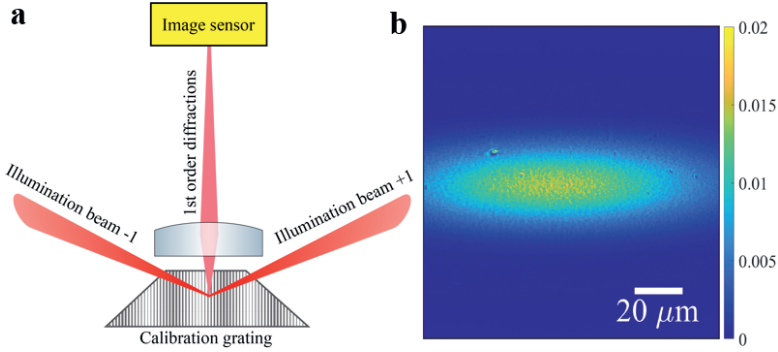 a
Image sensor
1st order diffractions
Illumination beam -1
Illumination beam +1
Calibration grating
b
0.02
0.015
0.01
0.005
0
20 μm